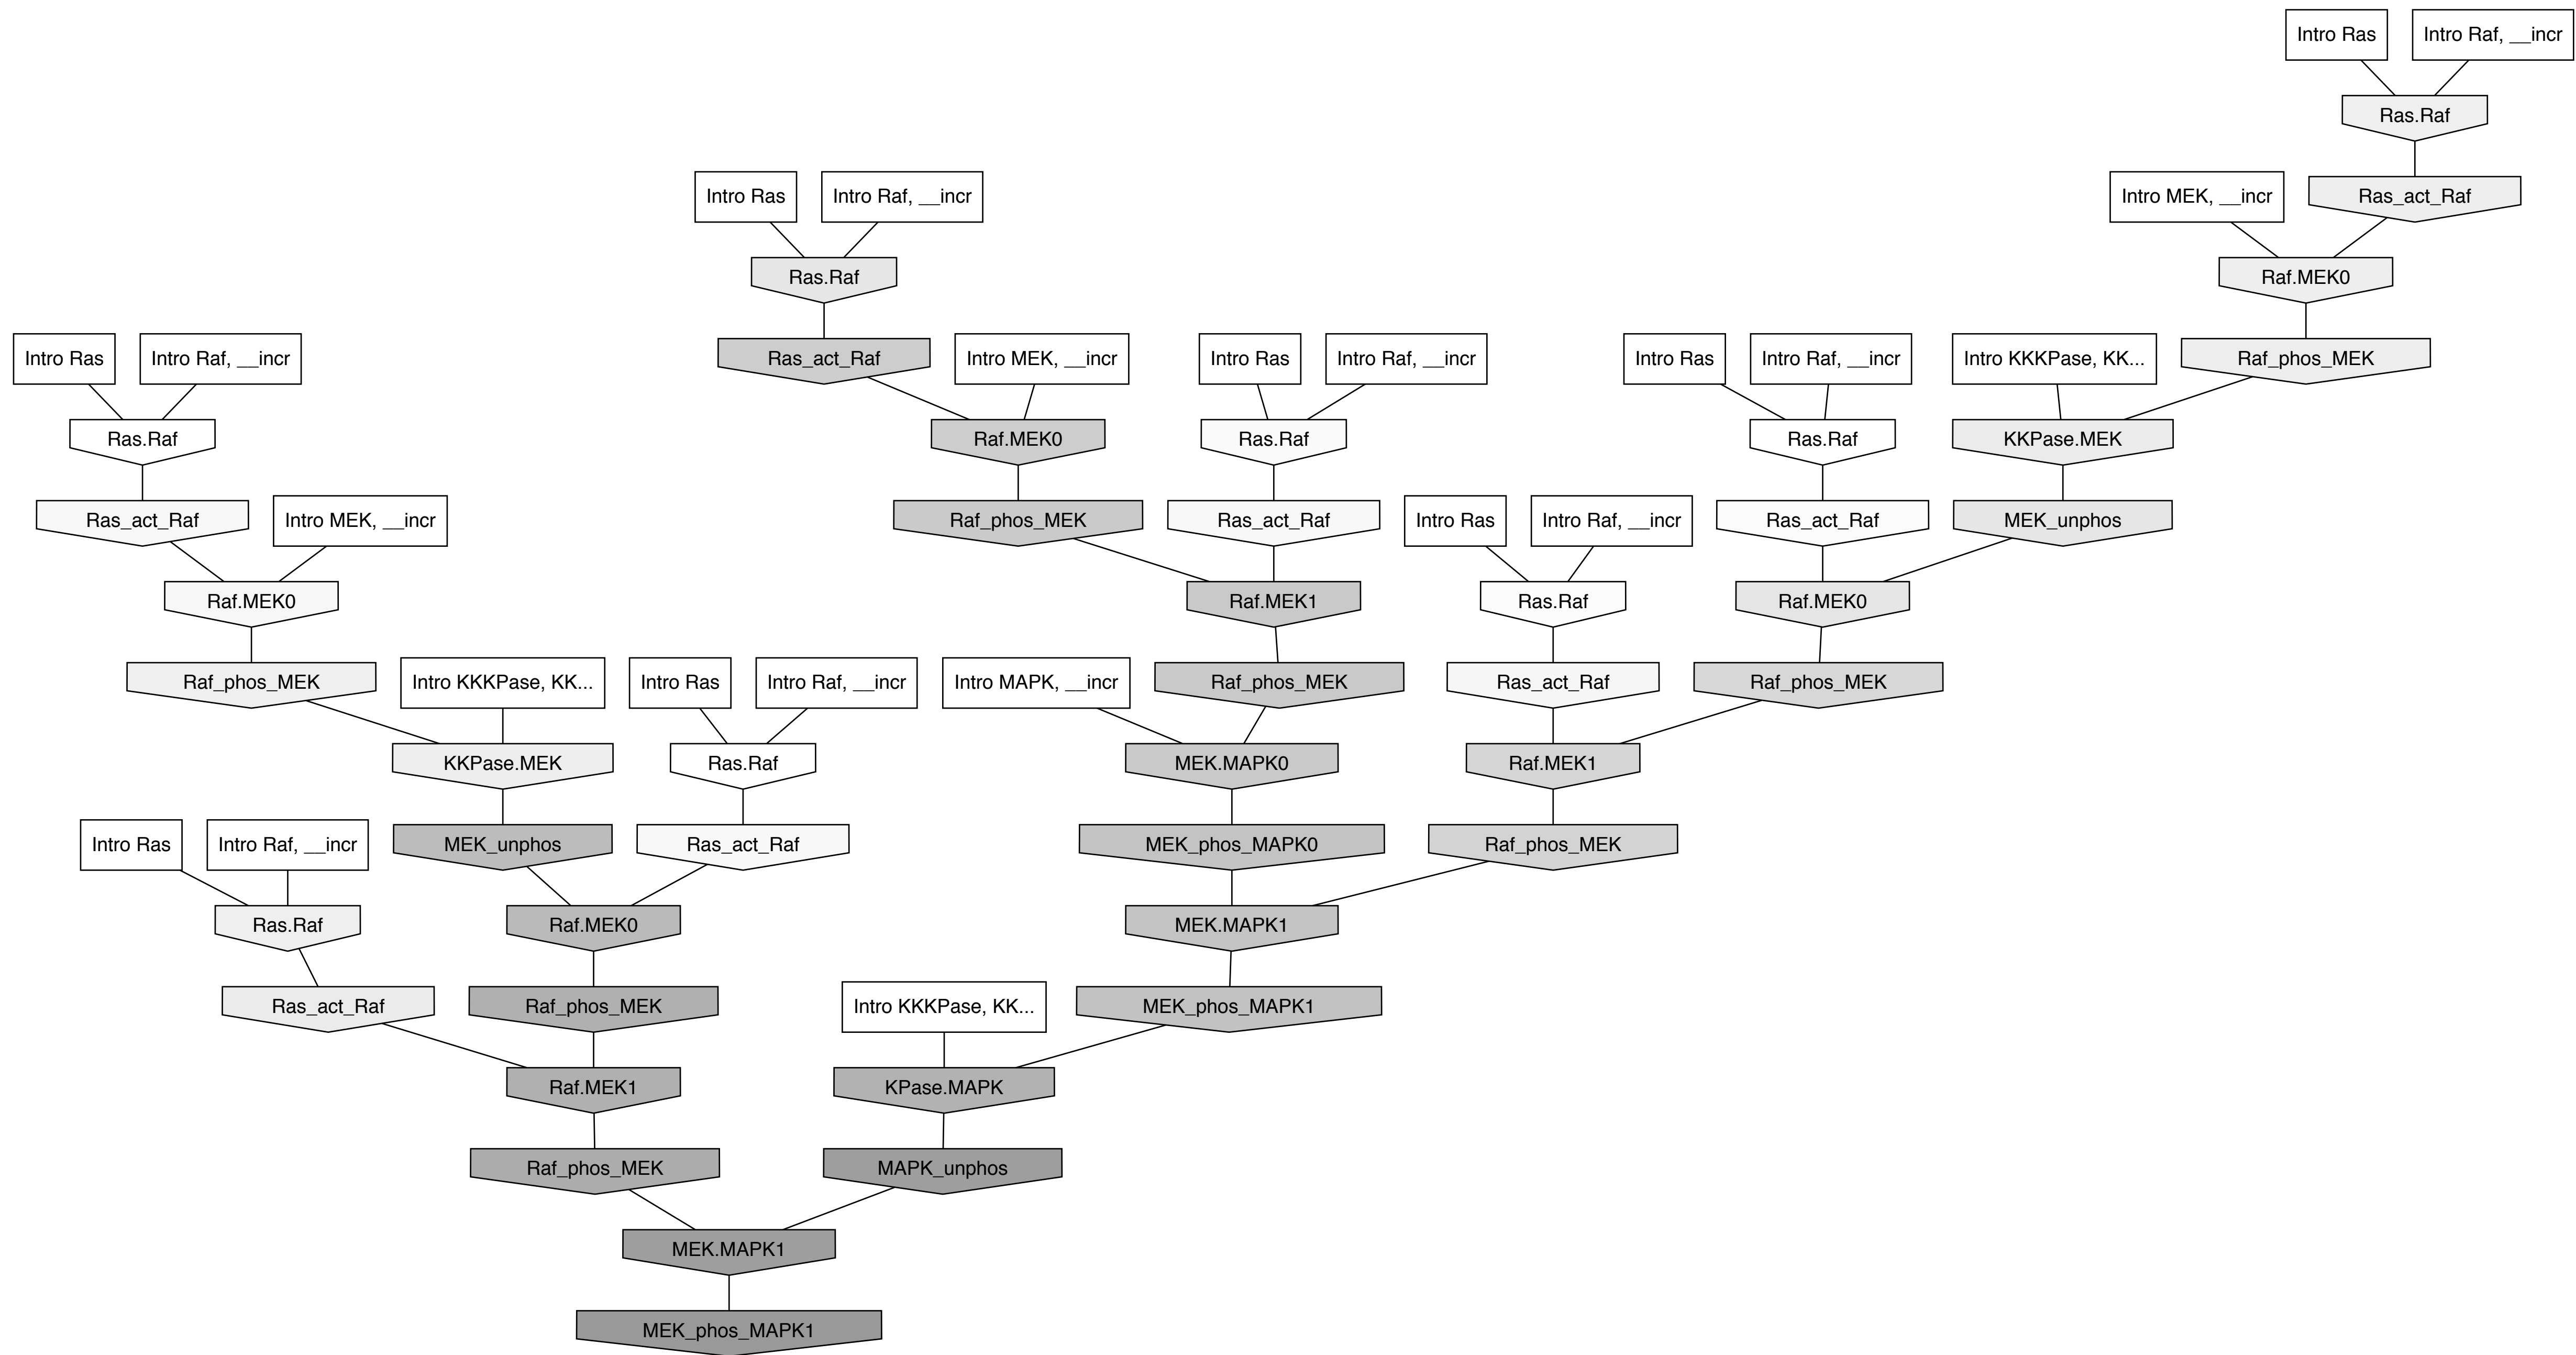 Intro Ras
Intro Raf, __incr
Ras.Raf
Intro Ras
Intro Raf, __incr
Intro MEK, __incr
Ras_act_Raf
Ras.Raf
Raf.MEK0
Intro Ras
Intro Raf, __incr
Ras_act_Raf
Intro MEK, __incr
Intro Ras
Intro Raf, __incr
Intro Ras
Intro Raf, __incr
Intro KKKPase, KK...
Raf_phos_MEK
Ras.Raf
Raf.MEK0
Ras.Raf
Ras.Raf
KKPase.MEK
Ras_act_Raf
Intro MEK, __incr
Raf_phos_MEK
Ras_act_Raf
Intro Ras
Intro Raf, __incr
Ras_act_Raf
MEK_unphos
Raf.MEK0
Raf.MEK1
Ras.Raf
Raf.MEK0
Raf_phos_MEK
Intro KKKPase, KK...
Intro Ras
Intro Raf, __incr
Intro MAPK, __incr
Raf_phos_MEK
Ras_act_Raf
Raf_phos_MEK
KKPase.MEK
Ras.Raf
MEK.MAPK0
Raf.MEK1
Intro Ras
Intro Raf, __incr
MEK_unphos
Ras_act_Raf
MEK_phos_MAPK0
Raf_phos_MEK
Ras.Raf
Raf.MEK0
MEK.MAPK1
Ras_act_Raf
Raf_phos_MEK
Intro KKKPase, KK...
MEK_phos_MAPK1
Raf.MEK1
KPase.MAPK
Raf_phos_MEK
MAPK_unphos
MEK.MAPK1
MEK_phos_MAPK1